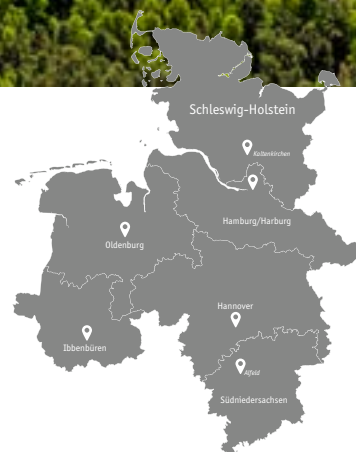 Schleswig-Holstein
Kaltenkirchen
Hamburg/Harburg
Oldenburg
Hannover
Ibbenbüren
Alfeld
Südniedersachsen